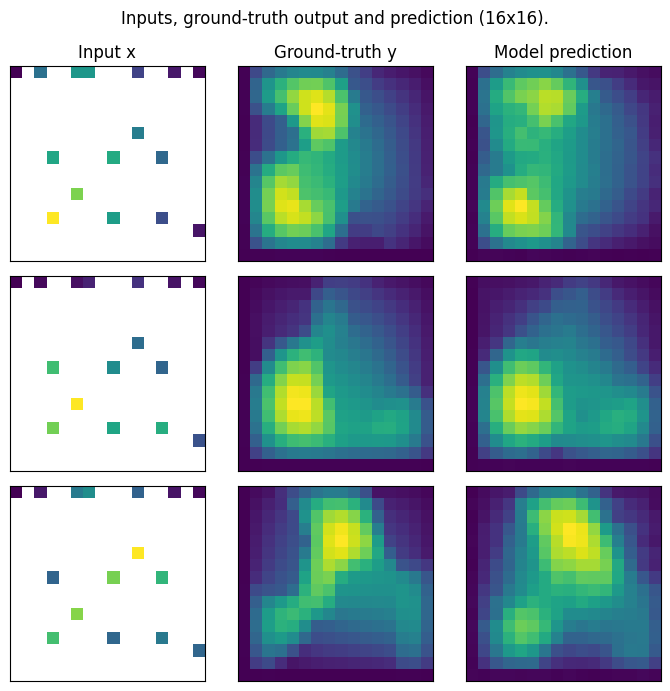 Inputs, ground-truth output and prediction (16x16).
Input x
Ground-truth y
Model prediction